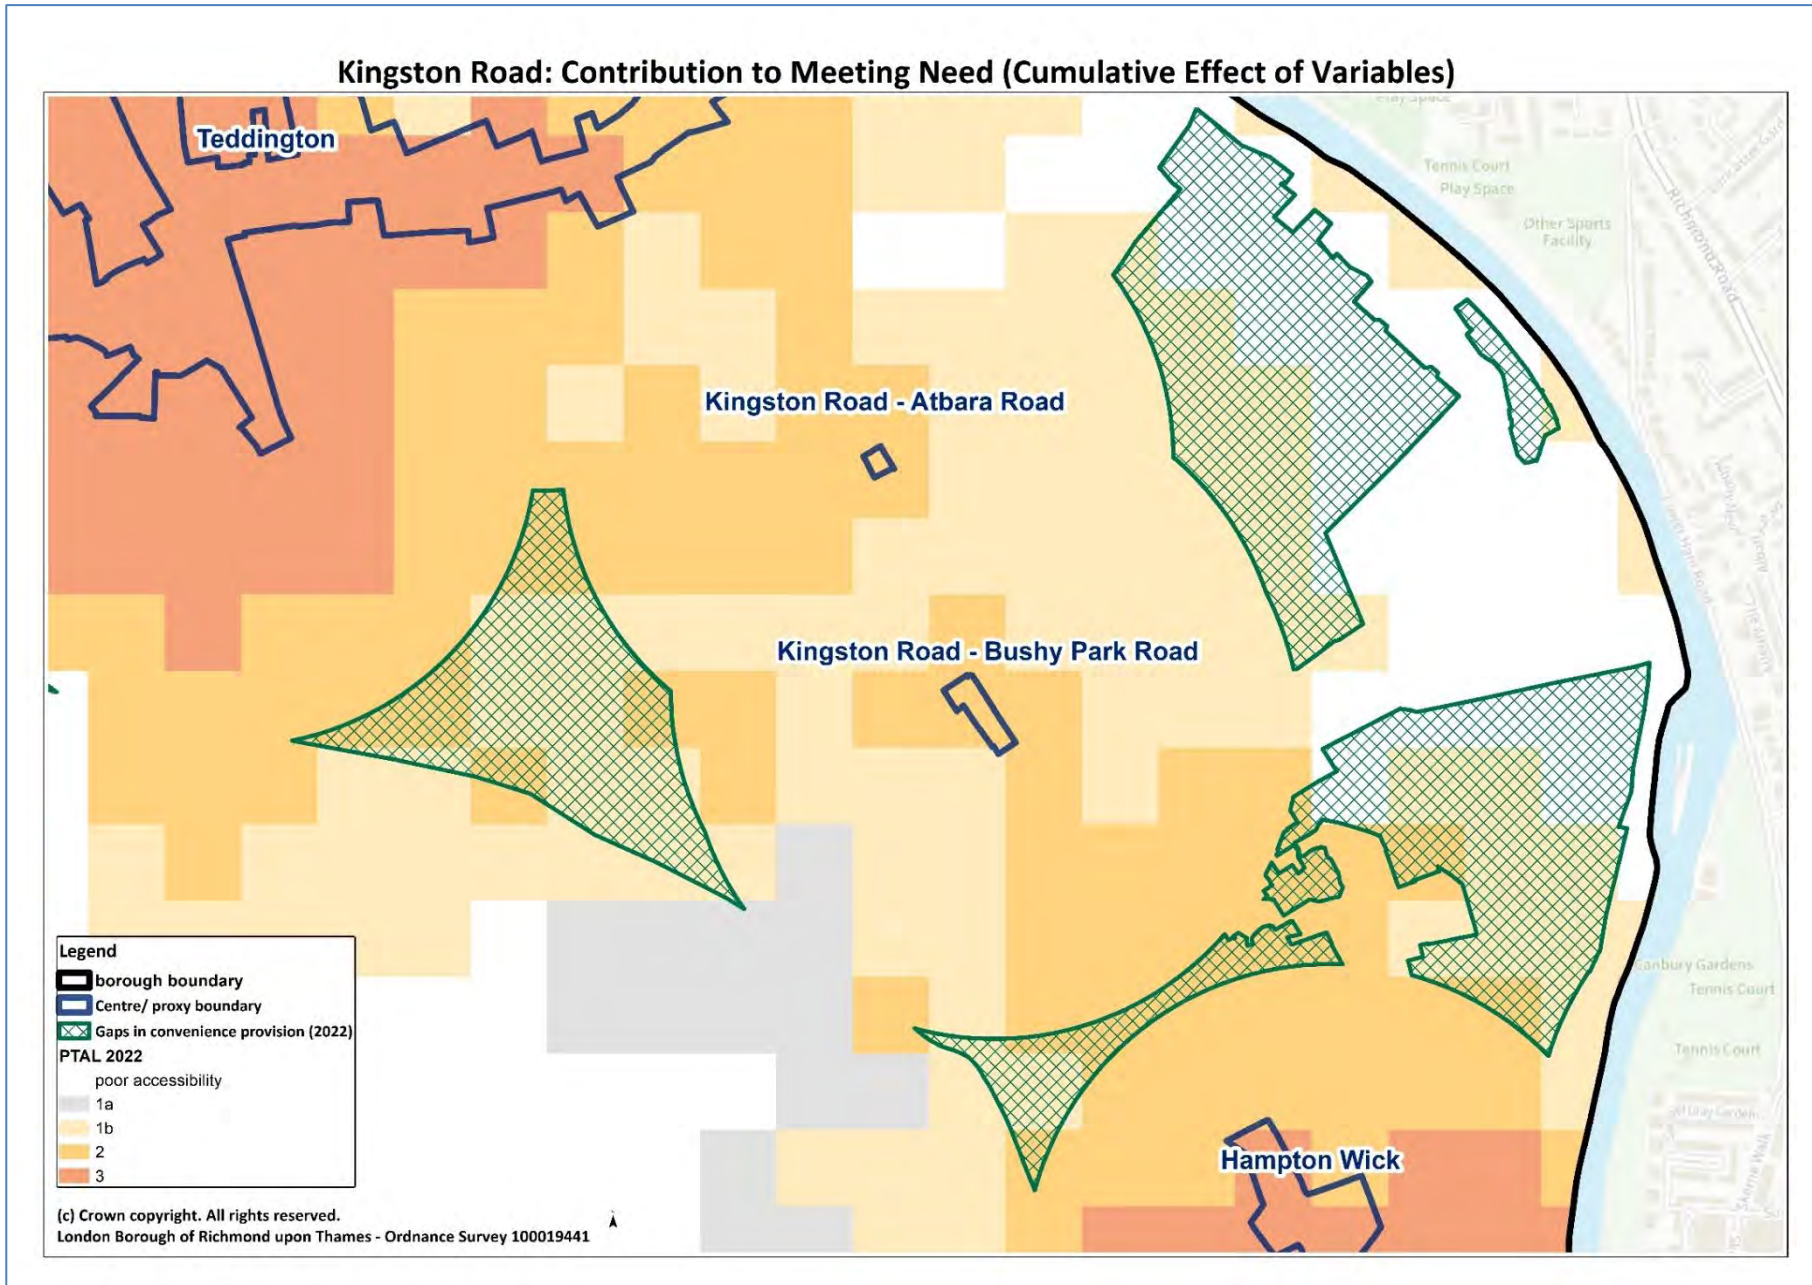 Kingston Road: Contribution to Meeting Need (Cumulative Effect of Variables)
Play Space
Teddington
Tennis Court
Play Space
Other Sports
Facility
Richmond Road
Kingston Road - Atbara Road
Kingston Road - Bushy Park Road
Legend
borough boundary
Centre/ proxy boundary
Gaps in convenience provision (2022)
PTAL 2022
poor accessibility
1a
1b
2
3
Canbury Gardens
Tennis Court
Tennis Court
Hampton Wick
(c) Crown copyright. All rights reserved.
London Borough of Richmond upon Thames - Ordnance Survey 100019441